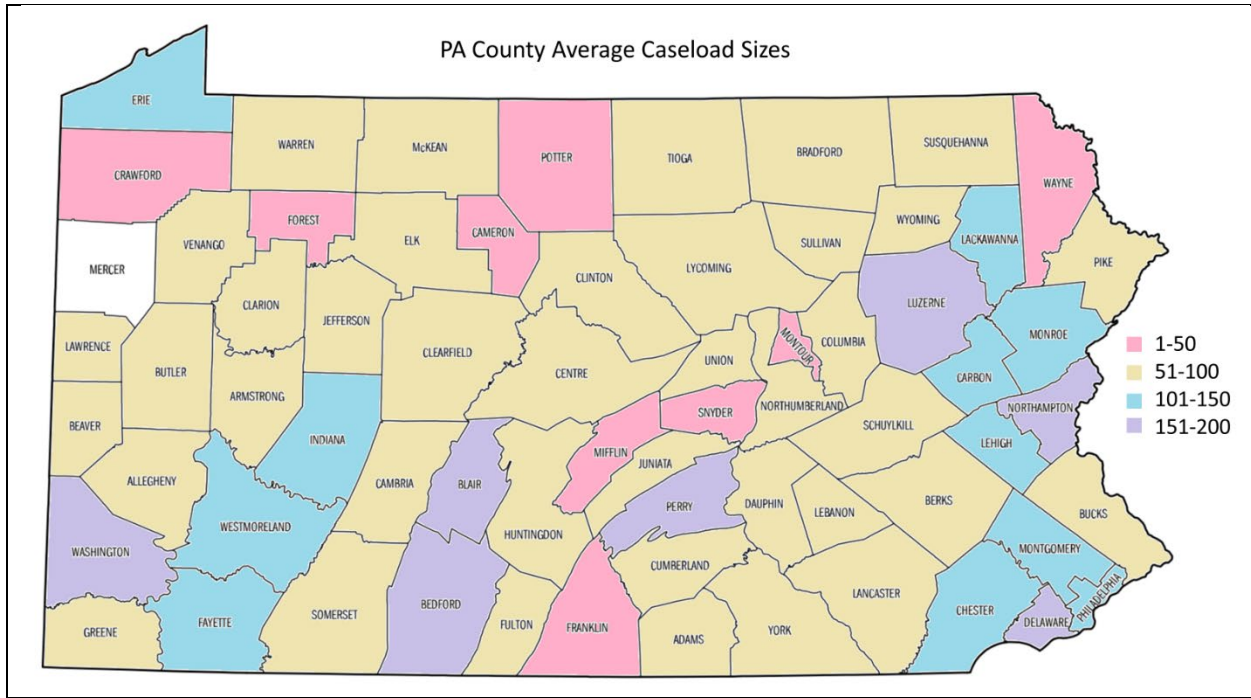 PA County Average Caseload Sizes
ERIE
CRAWFORD
WARREN
McKEAN
POTTER
TIOGA
BRADFORD
SUSQUEHANNA
WAYNE
MERCER
VENANGO
FOREST
ELK
CAMERON
CLINTON
LYCOMING
SULLIVAN
WYOMING
LACKAWANNA
PIKE
CLARION
JEFFERSON
CLEARFIELD
CENTRE
UNION
MONTOUR
COLUMBIA
LUZERNE
MONROE
LAWRENCE
BUTLER
ARMSTRONG
INDIANA
SNYDER
NORTHUMBERLAND
SCHUYLKILL
CARBON
NORTHAMPTON
LEHIGH
BEAVER
ALLEGHENY
CAMBRIA
BLAIR
MIFFLIN
JUNIATA
PERRY
DAUPHIN
LEBANON
BERKS
BUCKS
WASHINGTON
WESTMORELAND
HUNTINGDON
CUMBERLAND
MONTGOMERY
PHILADELPHIA
GREENE
FAYETTE
SOMERSET
BEDFORD
FULTON
FRANKLIN
ADAMS
YORK
LANCASTER
CHESTER
DELAWARE
1-50
51-100
101-150
151-200